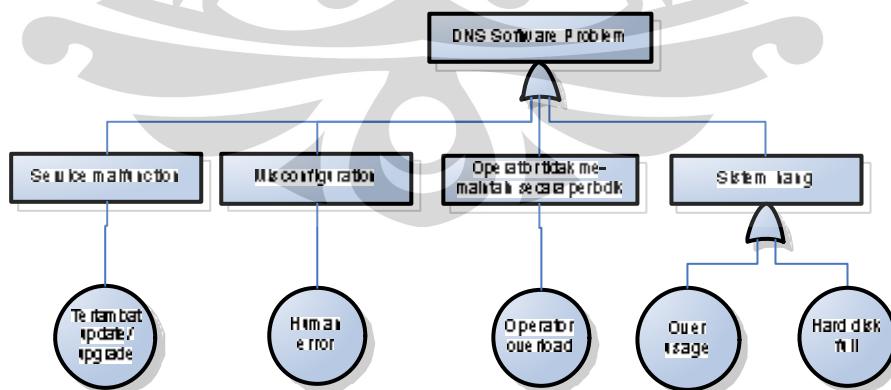 DNS Software Problem
Service malfunction
Misconfiguration
Operator tidak me-
maintain secara periodik
Sistem hang
Terlambat
update/
upgrade
Human
error
Operator
overload
Over
usage
Hard disk
full